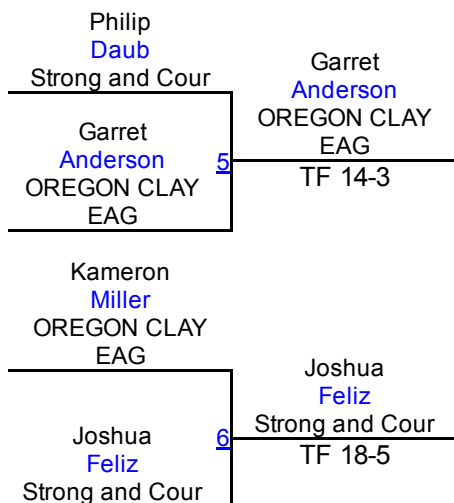 Philip
Daub
Strong and Cour
Garret
Anderson
OREGON CLAY
EAG
5
Garret
Anderson
OREGON CLAY
EAG
TF 14-3
Kameron
Miller
OREGON CLAY
EAG
Joshua
Feliz
Strong and Cour
6
Joshua
Feliz
Strong and Cour
TF 18-5